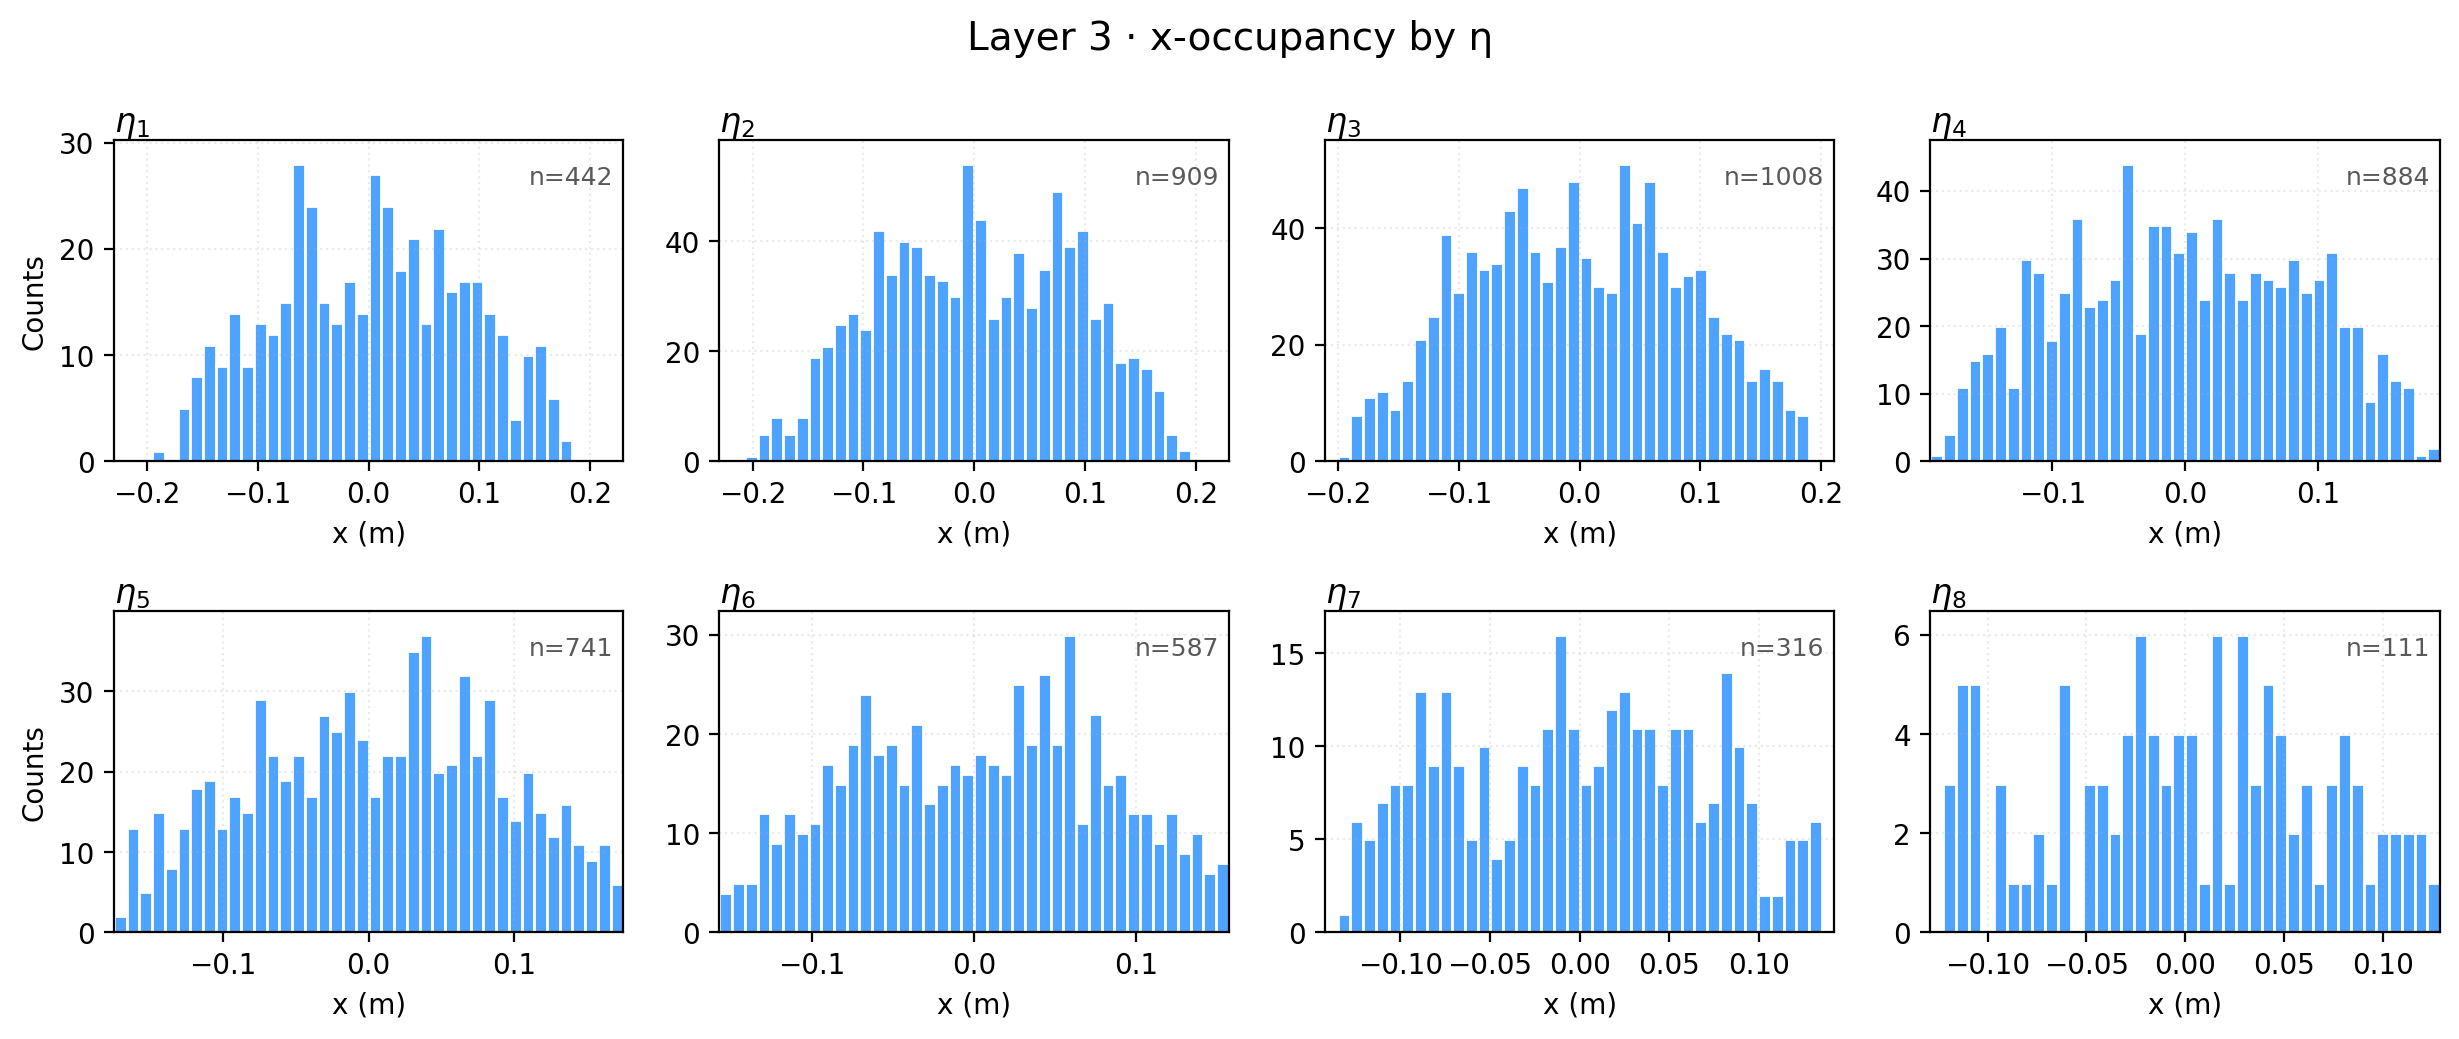 Layer 3 · x-occupancy by η
η1
n=442
30
20
10
0
Counts
−0.2 −0.1 0.0 0.1 0.2
x (m)
η2
n=909
40
20
0
−0.2 −0.1 0.0 0.1 0.2
x (m)
η3
n=1008
40
20
0
−0.2 −0.1 0.0 0.1 0.2
x (m)
η4
n=884
40
30
20
10
0
−0.1 0.0 0.1
x (m)
η5
n=741
30
20
10
0
Counts
−0.1 0.0 0.1
x (m)
η6
n=587
30
20
10
0
−0.1 0.0 0.1
x (m)
η7
n=316
15
10
5
0
−0.10 −0.05 0.00 0.05 0.10
x (m)
η8
n=111
6
4
2
0
−0.10 −0.05 0.00 0.05 0.10
x (m)